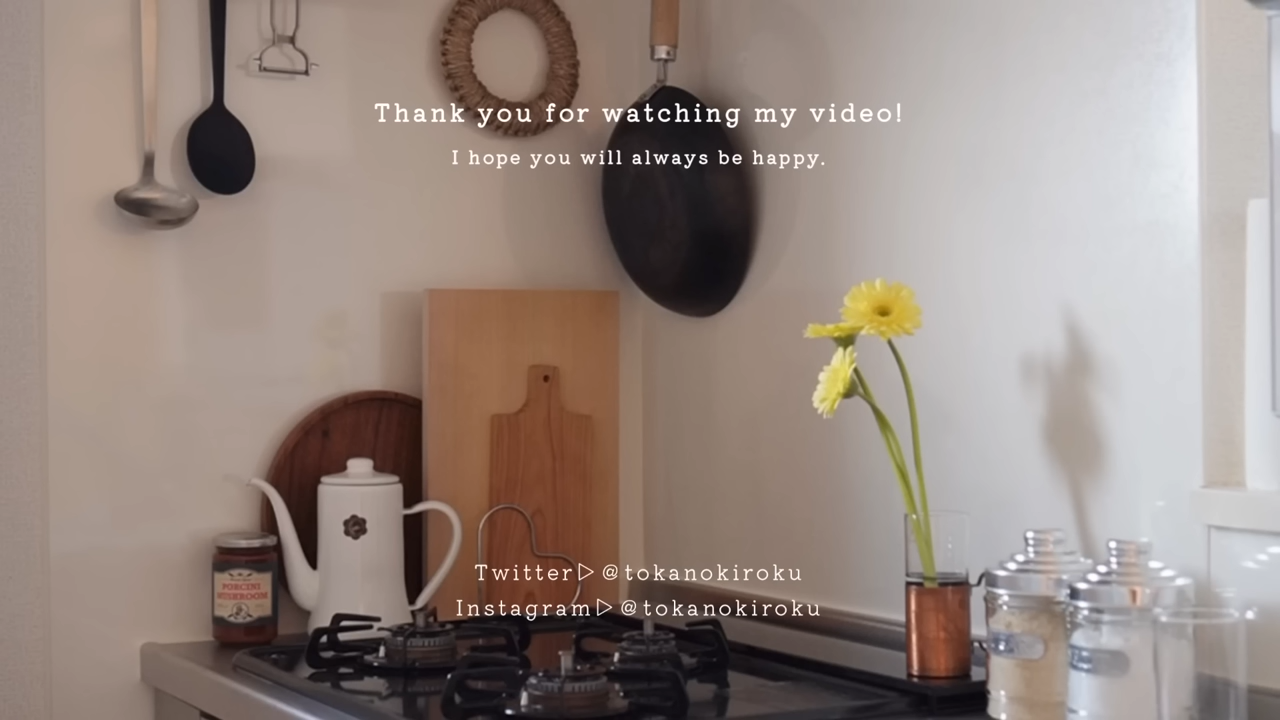 Thank you for watching my video!
I hope you will always be happy.
PORCINI
MUSHROOM
Twitter▷@tokanokiroku
Instagram▷@tokanokiroku